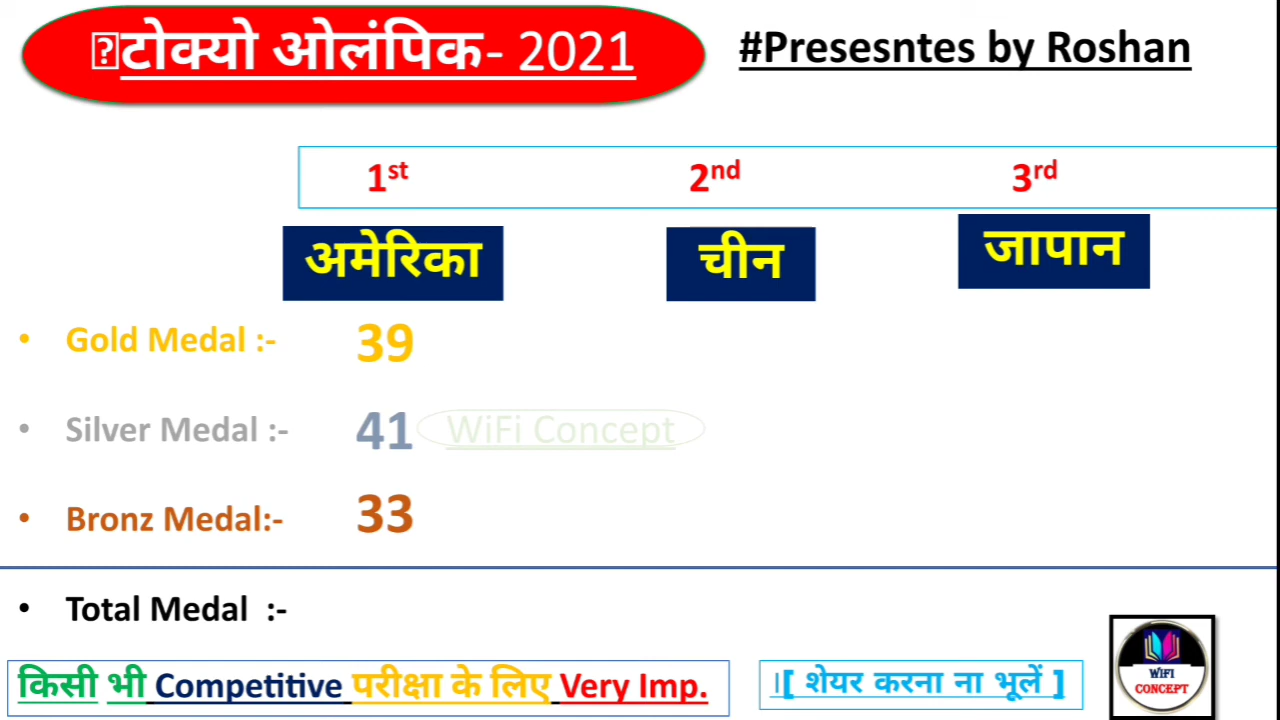 टोक्यो ओलंपिक- 2021
#Presesntes by Roshan
1st 2nd 3rd
अमेरिका चीन जापान
• Gold Medal :- 39
• Silver Medal :- 41 WiFi Concept
• Bronz Medal:- 33
• Total Medal :-
किसी भी Competitive परीक्षा के लिए Very Imp.
।[ शेयर करना ना भूलें ]
WiFi
CONCEPT